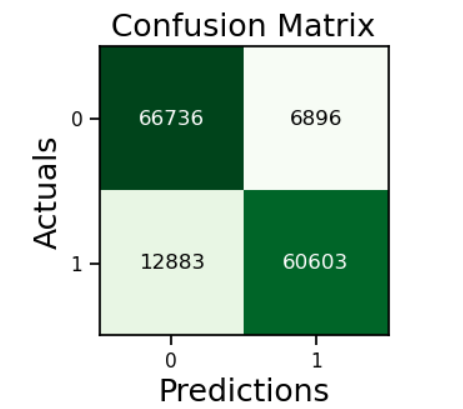 Confusion Matrix
Actuals
0
66736
6896
1
12883
60603
0
1
Predictions